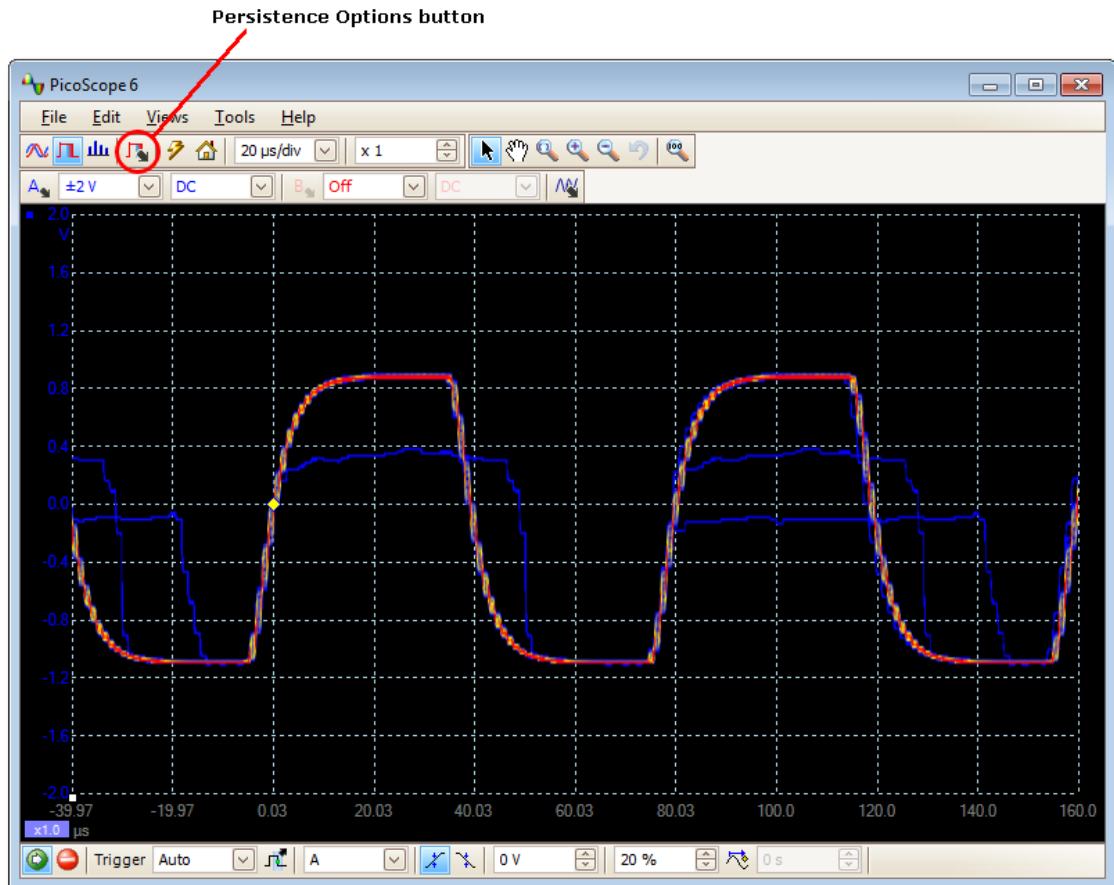 Persistence Options button
PicoScope 6
File Edit Views Tools Help
20 µs/div x 1 100
A ±2 V DC B Off DC
2.0
V
1.6
1.2
0.8
0.4
0.0
-0.4
-0.8
-1.2
-1.6
-2.0
-39.97 -19.97 0.03 20.03 40.03 60.03 80.03 100.0 120.0 140.0 160.0
x1.0 µs
Trigger Auto A 0 V 20 % 0 s